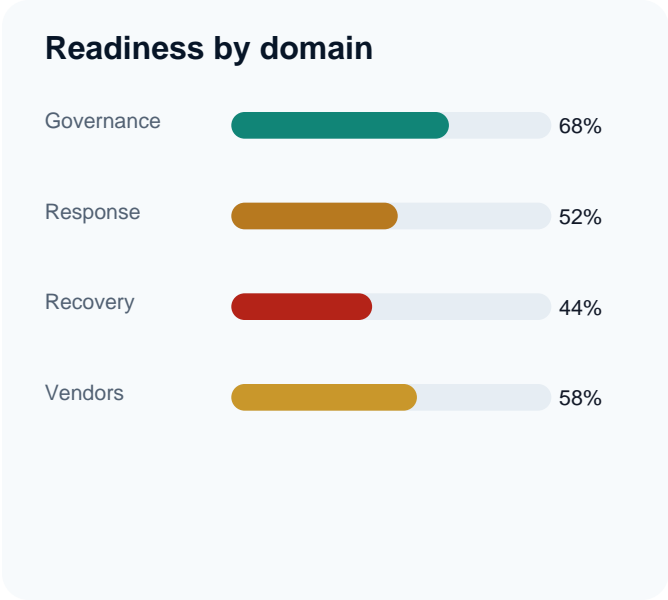 Readiness by domain
Governance 68%
Response 52%
Recovery 44%
Vendors 58%